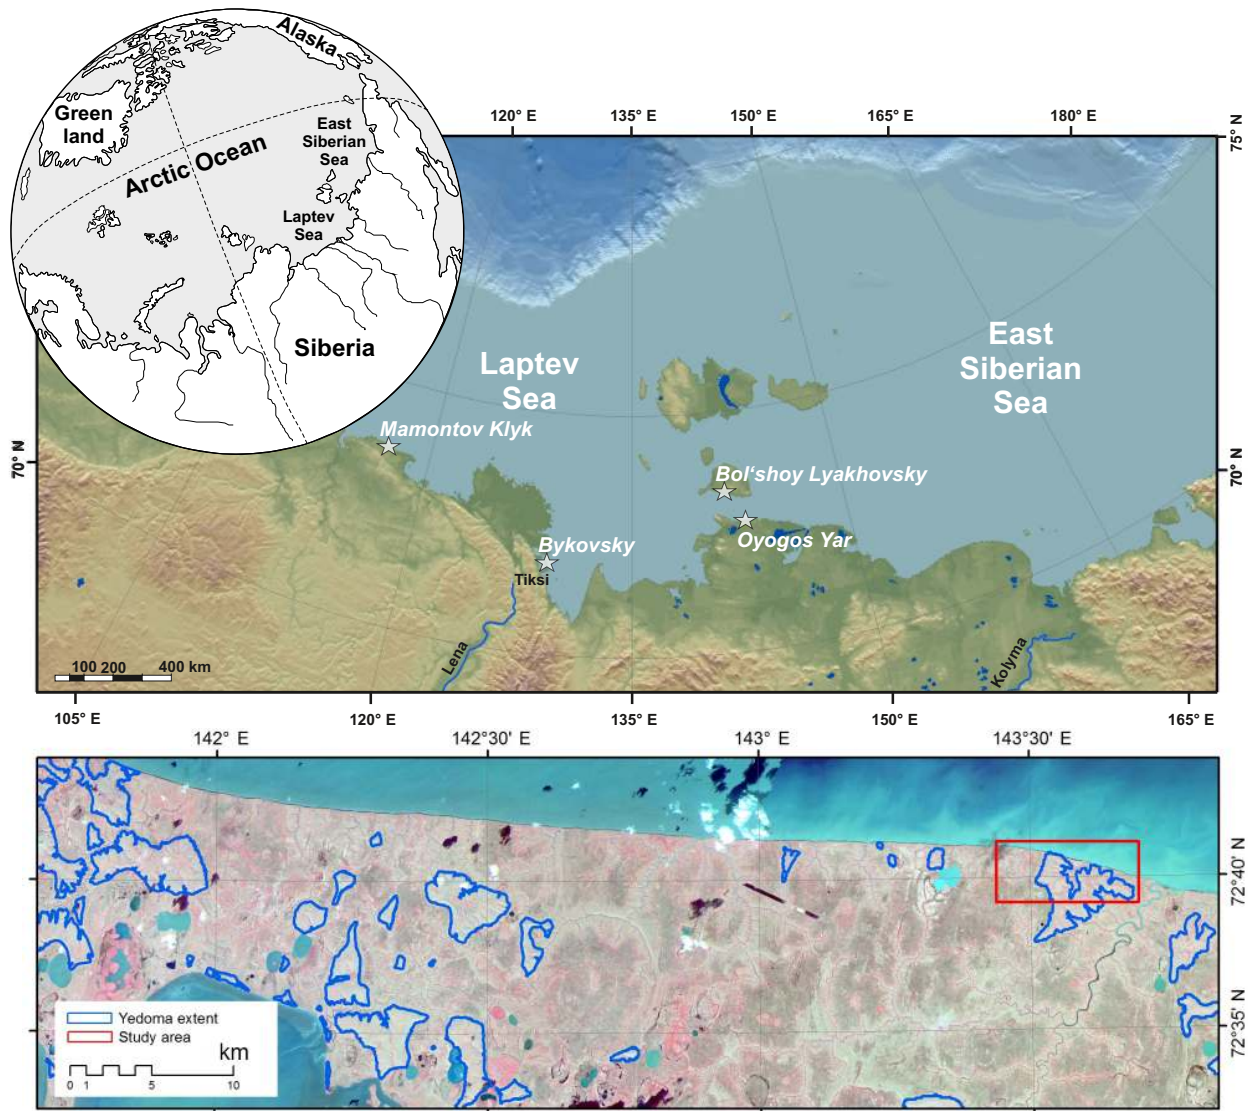 Alaska
Green
land
Arctic Ocean
East
Siberian
Sea
Laptev
Sea
Siberia
120° E
135° E
150° E
165° E
180° E
75° N
Laptev
Sea
East
Siberian
Sea
Mamontov Klyk
70° N
70° N
Bol‘shoy Lyakhovsky
Oyogos Yar
Bykovsky
Tiksi
Lena
Kolyma
100 200 400 km
105° E
120° E
135° E
150° E
165° E
142° E
142°30' E
143° E
143°30' E
72°40' N
72°35' N
Yedoma extent
Study area
km
0 1 5 10